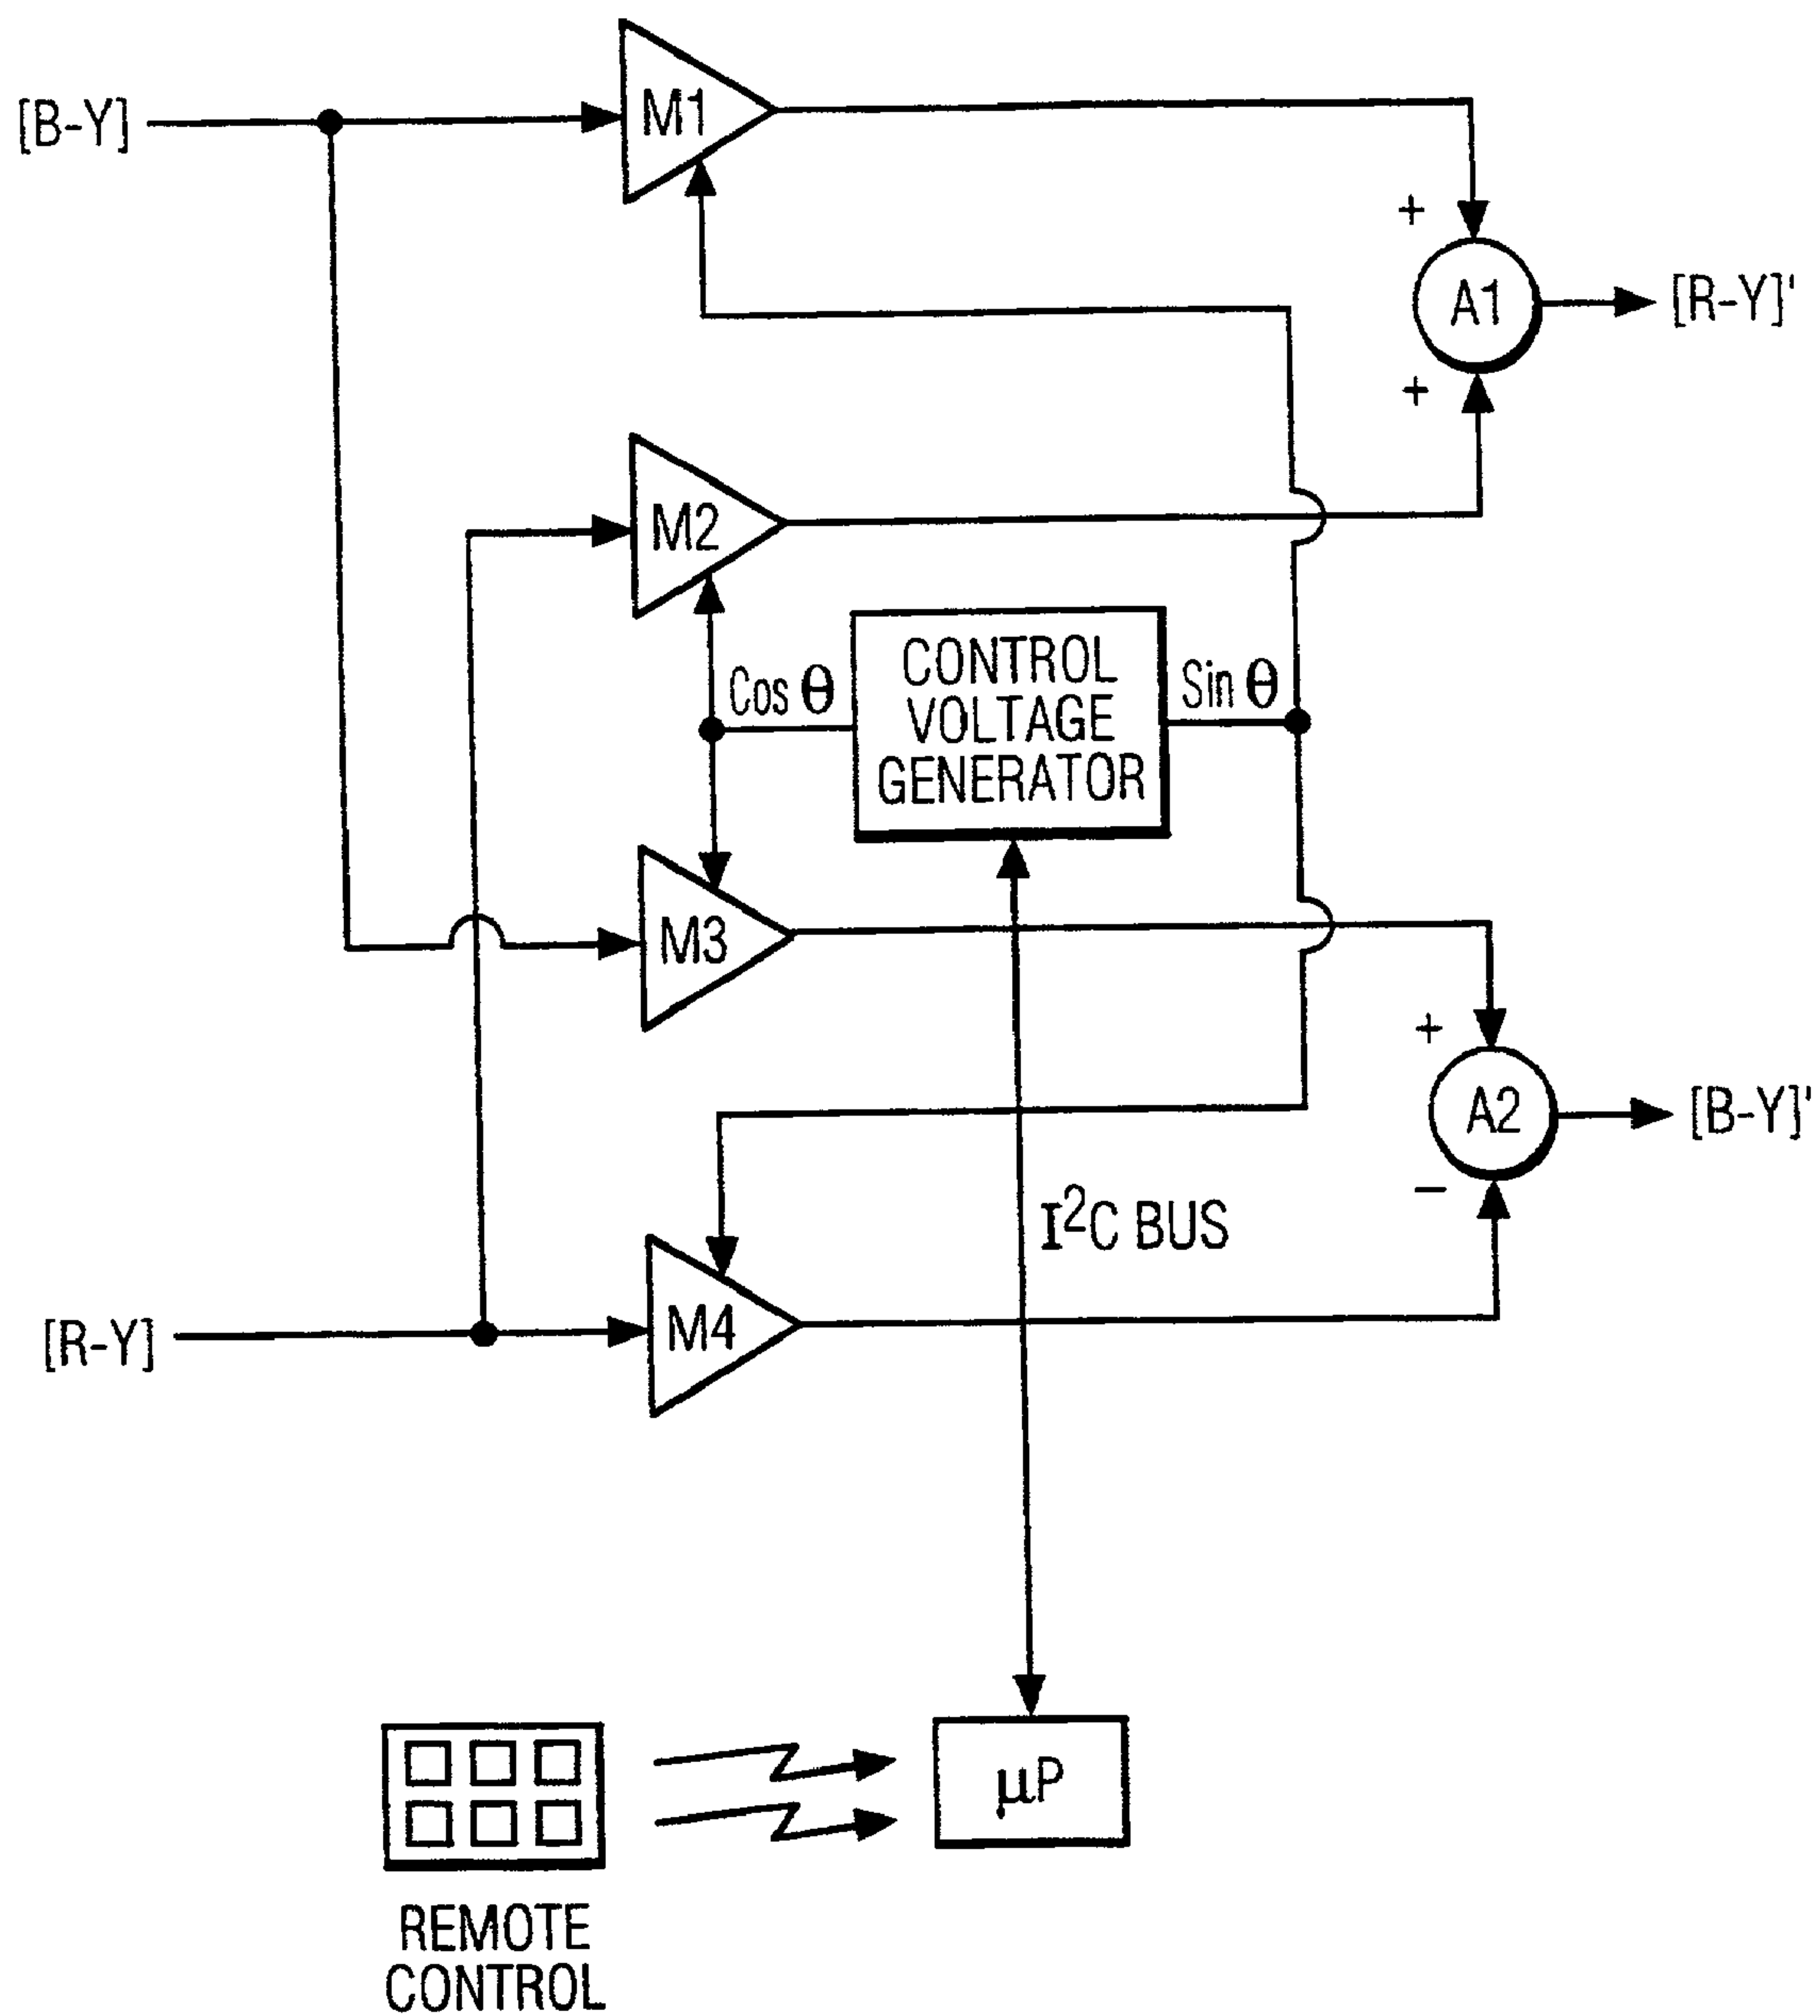 [B-Y]
M1
+
A1
[R-Y]'
+
M2
Cos θ
CONTROL
VOLTAGE
GENERATOR
Sin θ
M3
+
A2
[B-Y]'
−
I²C BUS
[R-Y]
M4
μP
REMOTE
CONTROL